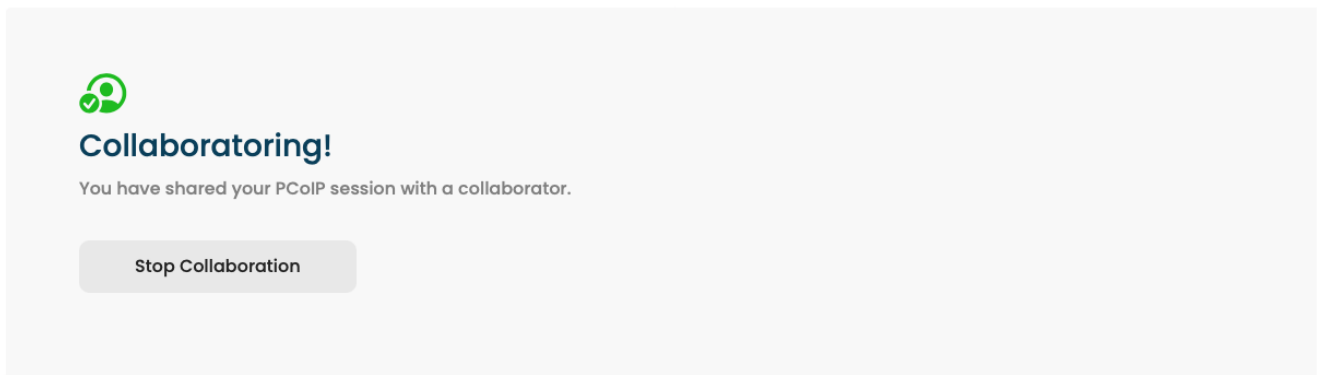 Collaboratoring!
You have shared your PCoIP session with a collaborator.
Stop Collaboration